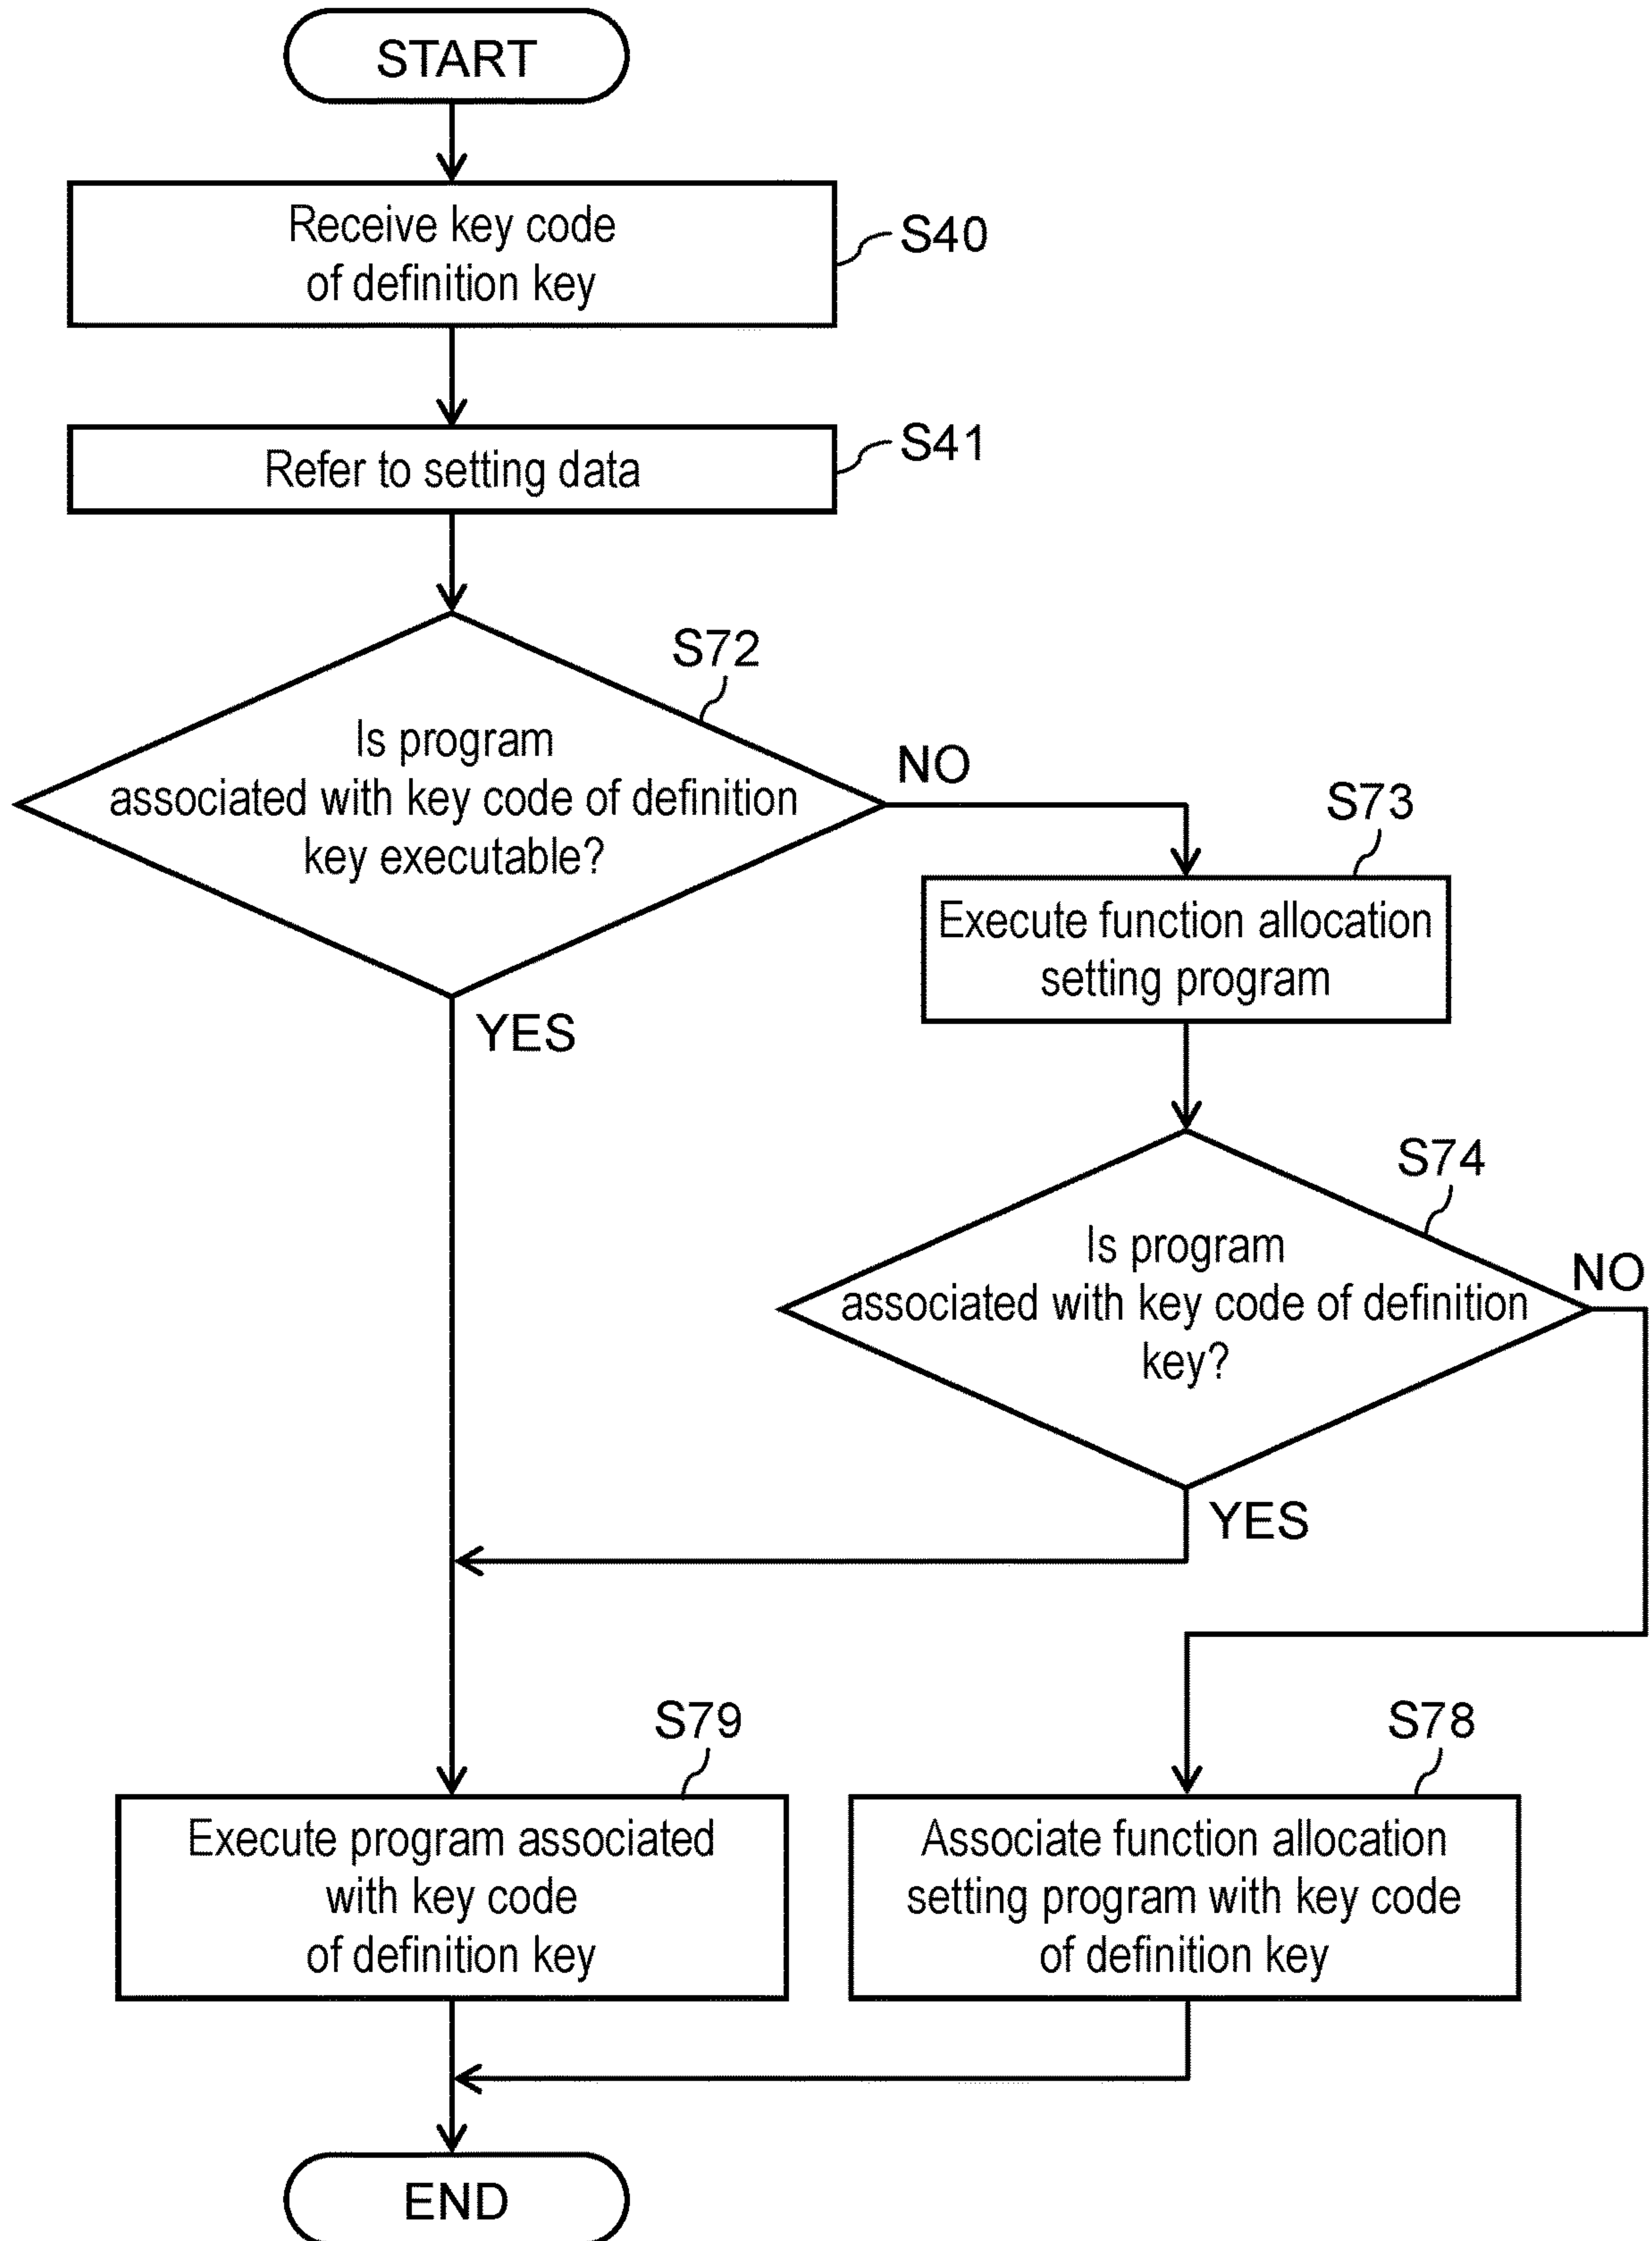 START
Receive key code
of definition key
S40
Refer to setting data
S41
S72
Is program
associated with key code of definition
key executable?
NO
YES
S73
Execute function allocation
setting program
S74
Is program
associated with key code of definition
key?
NO
YES
S79
Execute program associated
with key code
of definition key
S78
Associate function allocation
setting program with key code
of definition key
END